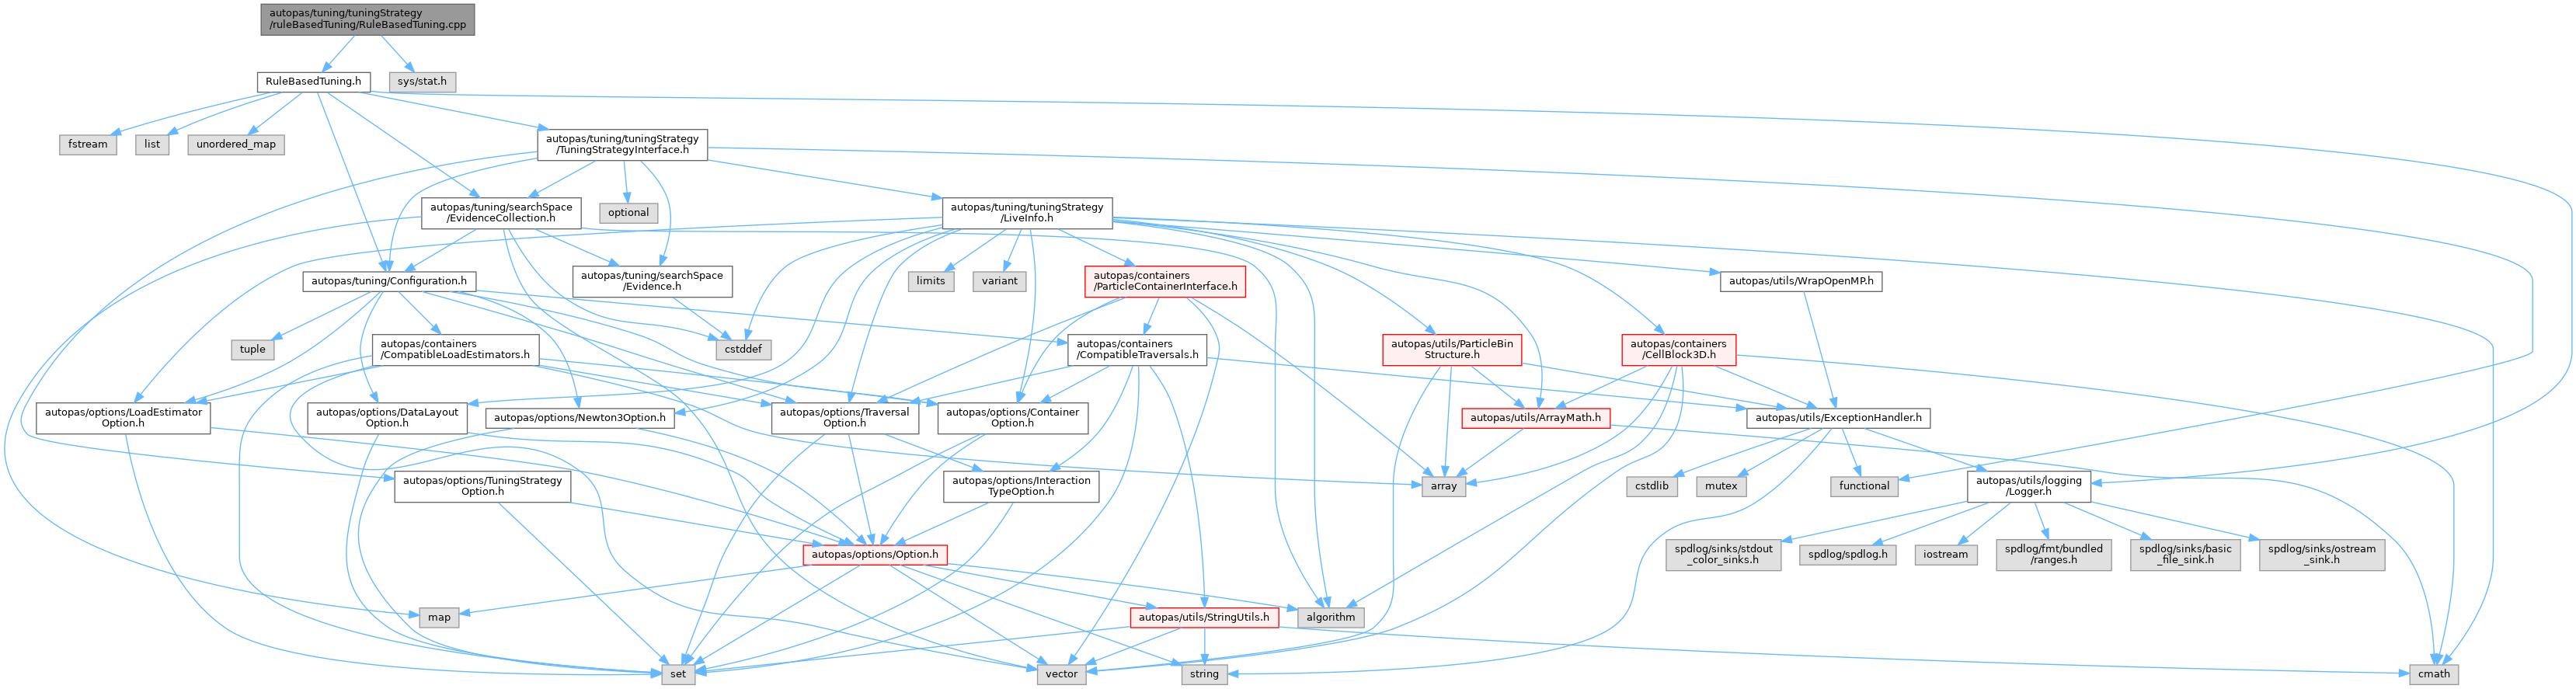 autopas/tuning/tuningStrategy
/ruleBasedTuning/RuleBasedTuning.cpp
RuleBasedTuning.h
sys/stat.h
fstream
list
unordered_map
autopas/tuning/tuningStrategy
/TuningStrategyInterface.h
autopas/tuning/searchSpace
/EvidenceCollection.h
optional
autopas/tuning/tuningStrategy
/LiveInfo.h
autopas/tuning/Configuration.h
autopas/tuning/searchSpace
/Evidence.h
limits
variant
autopas/containers
/ParticleContainerInterface.h
autopas/utils/WrapOpenMP.h
tuple
autopas/containers
/CompatibleLoadEstimators.h
cstddef
autopas/containers
/CompatibleTraversals.h
autopas/utils/ParticleBin
Structure.h
autopas/containers
/CellBlock3D.h
autopas/options/LoadEstimator
Option.h
autopas/options/DataLayout
Option.h
autopas/options/Newton3Option.h
autopas/options/Traversal
Option.h
autopas/options/Container
Option.h
autopas/utils/ArrayMath.h
autopas/utils/ExceptionHandler.h
autopas/options/TuningStrategy
Option.h
autopas/options/Interaction
TypeOption.h
array
cstdlib
mutex
functional
autopas/utils/logging
/Logger.h
autopas/options/Option.h
spdlog/sinks/stdout
_color_sinks.h
spdlog/spdlog.h
iostream
spdlog/fmt/bundled
/ranges.h
spdlog/sinks/basic
_file_sink.h
spdlog/sinks/ostream
_sink.h
map
autopas/utils/StringUtils.h
algorithm
set
vector
string
cmath